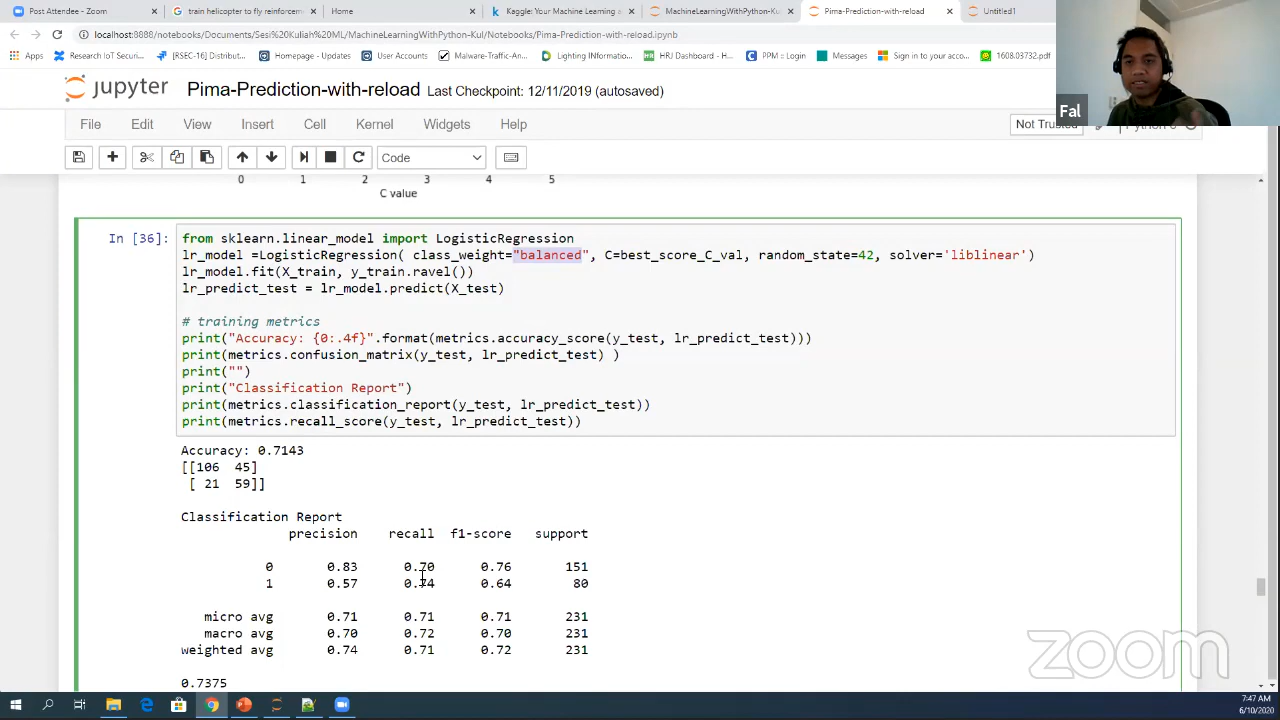 Post Attendee - Zoom
train helicopter to fly reinforcem
Home
Kaggle: Your Machine Learning a
MachineLearningWithPython-Kul
Pima-Prediction-with-reload
Untitled1
localhost:8888/notebooks/Documents/Sesi%20Kuliah%20ML/MachineLearningWithPython-Kul/Notebooks/Pima-Prediction-with-reload.ipynb
Apps
Research IoT Securi...
[RSEC-16] Distribut...
Homepage - Updates
User Accounts
Malware-Traffic-An...
Lighting INformatio...
HRJ Dashboard - H...
PPM :: Login
Messages
Sign in to your acco...
1608.03732.pdf
jupyter Pima-Prediction-with-reload Last Checkpoint: 12/11/2019 (autosaved)
Fal
File Edit View Insert Cell Kernel Widgets Help
Not Trusted
Code
0 1 2 3 4 5
C value
In [36]:
from sklearn.linear_model import LogisticRegression
lr_model =LogisticRegression( class_weight="balanced", C=best_score_C_val, random_state=42, solver='liblinear')
lr_model.fit(X_train, y_train.ravel())
lr_predict_test = lr_model.predict(X_test)
# training metrics
print("Accuracy: {0:.4f}".format(metrics.accuracy_score(y_test, lr_predict_test)))
print(metrics.confusion_matrix(y_test, lr_predict_test) )
print("")
print("Classification Report")
print(metrics.classification_report(y_test, lr_predict_test))
print(metrics.recall_score(y_test, lr_predict_test))
Accuracy: 0.7143
[[106 45]
[ 21 59]]
Classification Report
precision recall f1-score support
0 0.83 0.70 0.76 151
1 0.57 0.74 0.64 80
micro avg 0.71 0.71 0.71 231
macro avg 0.70 0.72 0.70 231
weighted avg 0.74 0.71 0.72 231
0.7375
zoom
7:47 AM
6/10/2020